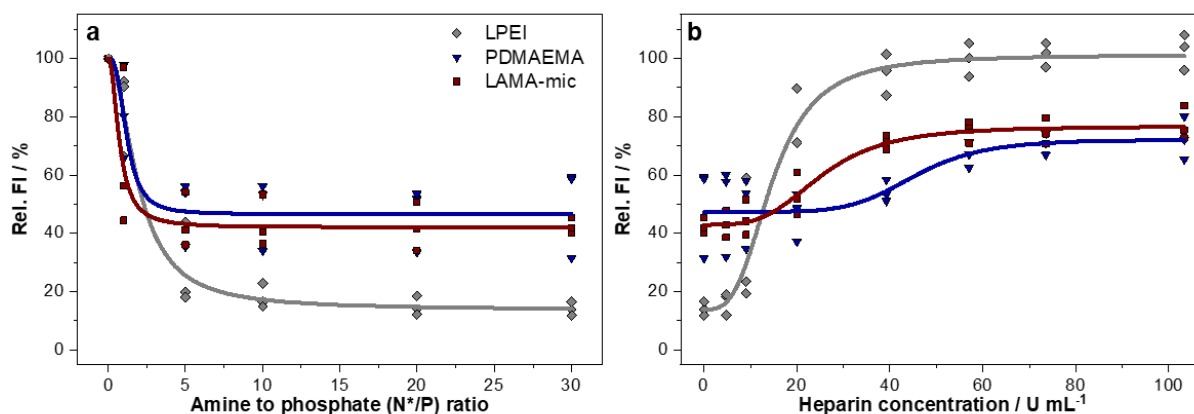 a
LPEI
PDMAEMA
LAMA-mic
Rel. FI / %
100
80
60
40
20
0
0 5 10 15 20 25 30
Amine to phosphate (N*/P) ratio
b
Rel. FI / %
100
80
60
40
20
0
0 20 40 60 80 100
Heparin concentration / U mL⁻¹